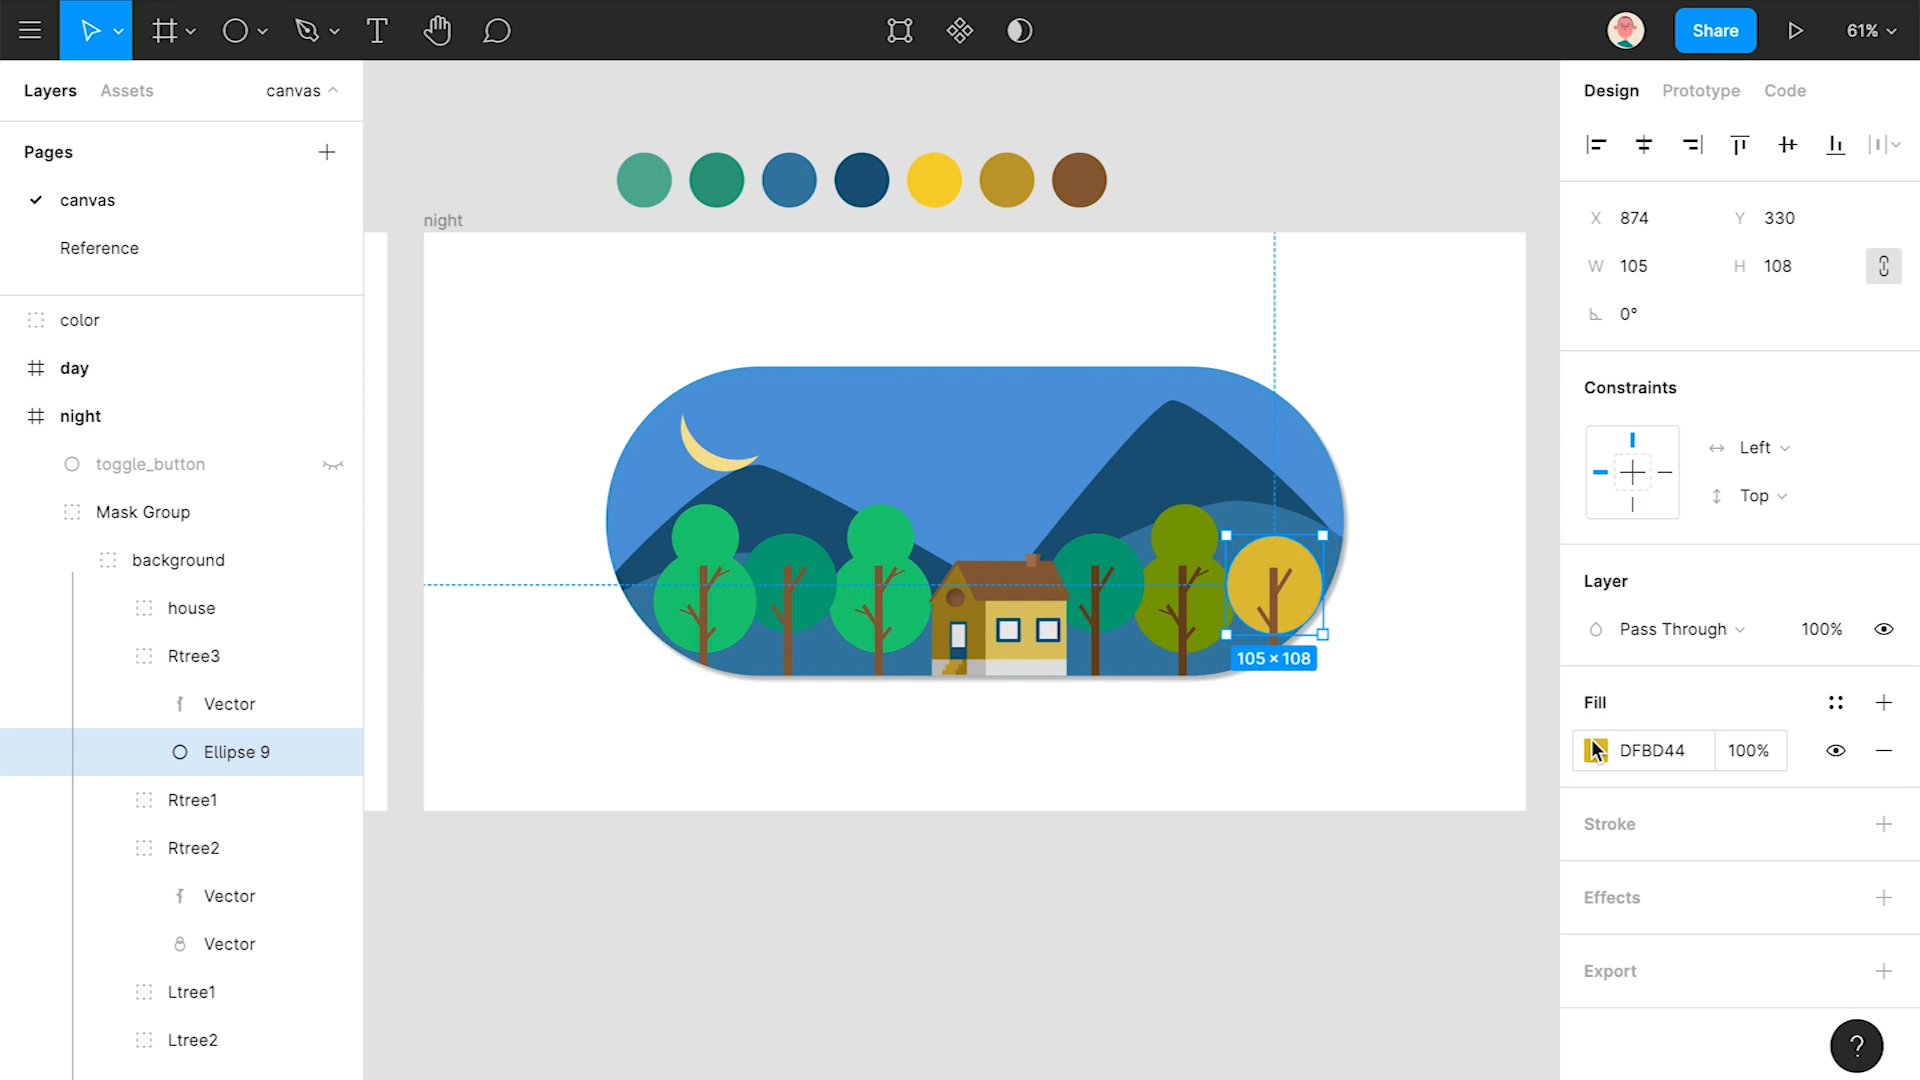 Share
61%
Layers
Assets
canvas
Design
Prototype
Code
Pages
canvas
Reference
color
day
night
toggle_button
Mask Group
background
house
Rtree3
Vector
Ellipse 9
Rtree1
Rtree2
Vector
Vector
Ltree1
Ltree2
night
105 × 108
X 874 Y 330
W 105 H 108
0°
Constraints
Left
Top
Layer
Pass Through 100%
Fill
DFBD44 100%
Stroke
Effects
Export
?